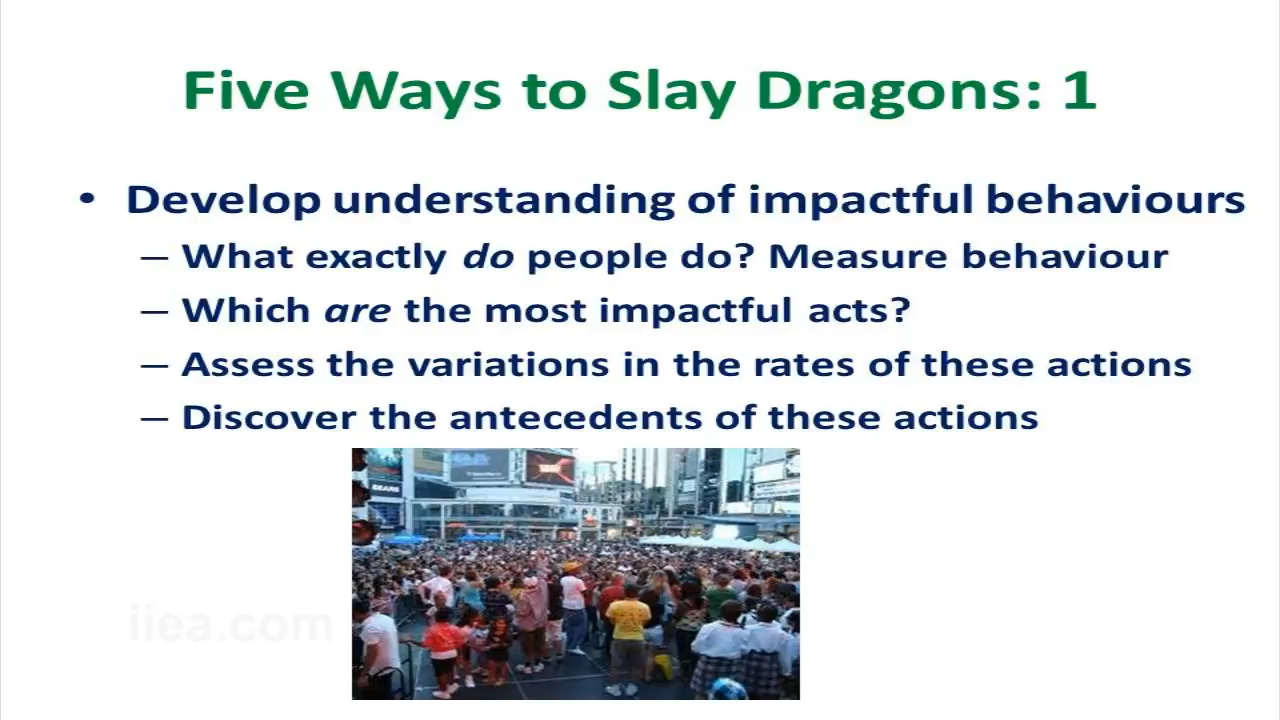 Five Ways to Slay Dragons: 1
• Develop understanding of impactful behaviours
– What exactly do people do? Measure behaviour
– Which are the most impactful acts?
– Assess the variations in the rates of these actions
– Discover the antecedents of these actions
SEARS
iiea.com